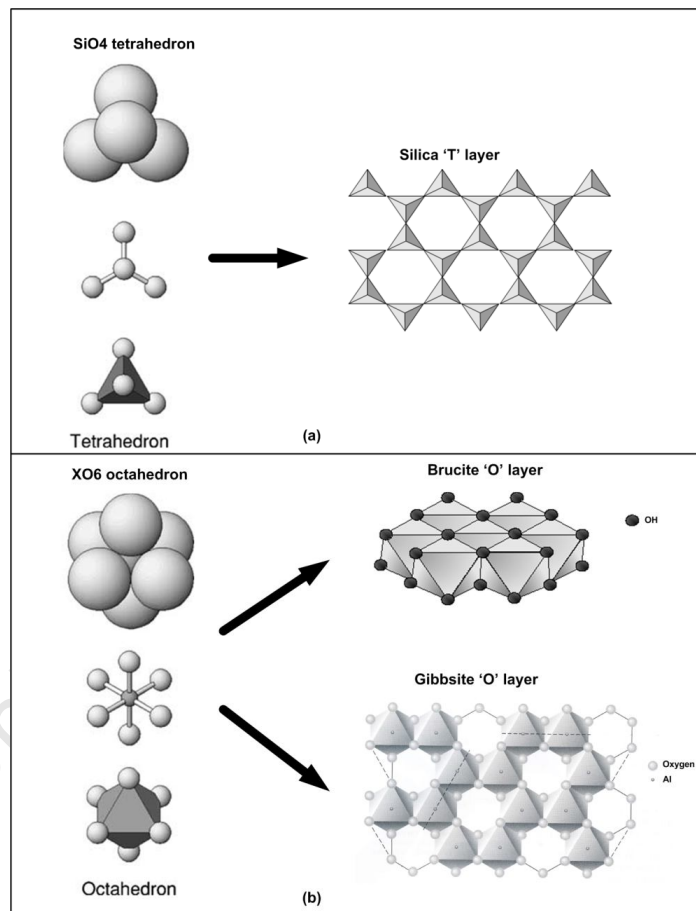 SiO4 tetrahedron
Silica ‘T’ layer
Tetrahedron
(a)
XO6 octahedron
Brucite ‘O’ layer
OH
Gibbsite ‘O’ layer
Oxygen
Al
Octahedron
(b)